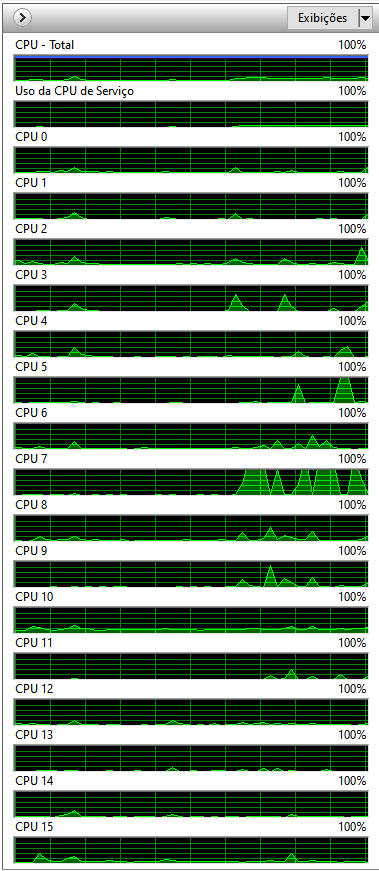 Exibições
CPU - Total 100%
Uso da CPU de Serviço 100%
CPU 0 100%
CPU 1 100%
CPU 2 100%
CPU 3 100%
CPU 4 100%
CPU 5 100%
CPU 6 100%
CPU 7 100%
CPU 8 100%
CPU 9 100%
CPU 10 100%
CPU 11 100%
CPU 12 100%
CPU 13 100%
CPU 14 100%
CPU 15 100%